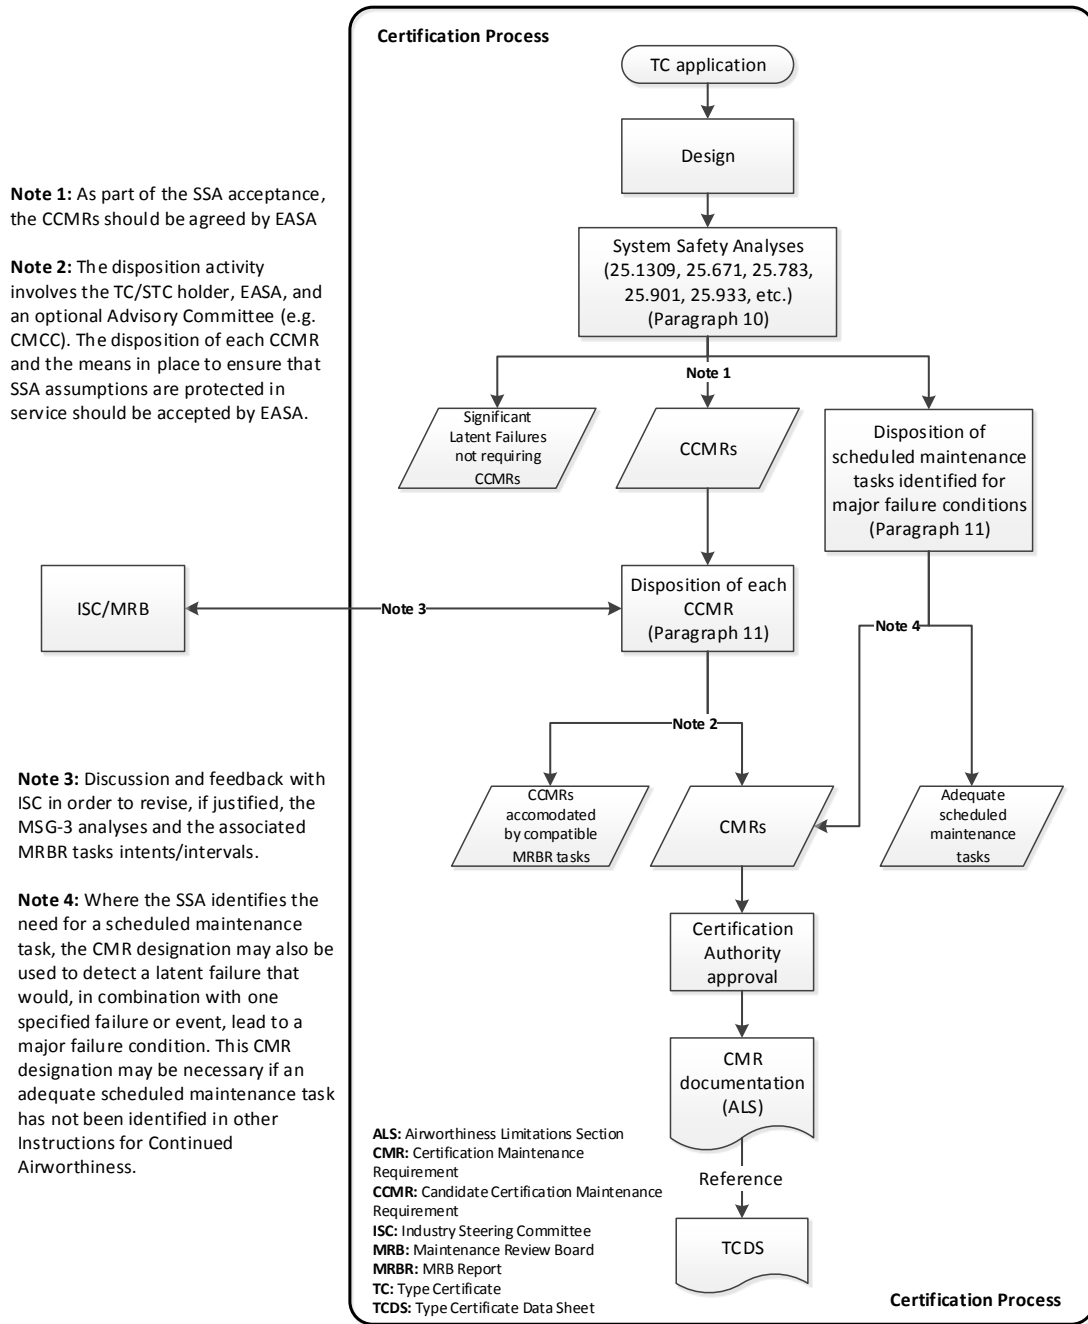 Certification Process
TC application
Design
Note 1: As part of the SSA acceptance,
the CCMRs should be agreed by EASA
Note 2: The disposition activity
involves the TC/STC holder, EASA, and
an optional Advisory Committee (e.g.
CMCC). The disposition of each CCMR
and the means in place to ensure that
SSA assumptions are protected in
service should be accepted by EASA.
System Safety Analyses
(25.1309, 25.671, 25.783,
25.901, 25.933, etc.)
(Paragraph 10)
Note 1
Significant
Latent Failures
not requiring
CCMRs
CCMRs
Disposition of
scheduled maintenance
tasks identified for
major failure conditions
(Paragraph 11)
ISC/MRB
Note 3
Disposition of each
CCMR
(Paragraph 11)
Note 4
Note 2
Note 3: Discussion and feedback with
ISC in order to revise, if justified, the
MSG-3 analyses and the associated
MRBR tasks intents/intervals.
Note 4: Where the SSA identifies the
need for a scheduled maintenance
task, the CMR designation may also be
used to detect a latent failure that
would, in combination with one
specified failure or event, lead to a
major failure condition. This CMR
designation may be necessary if an
adequate scheduled maintenance task
has not been identified in other
Instructions for Continued
Airworthiness.
CCMRs
accomodated
by compatible
MRBR tasks
CMRs
Adequate
scheduled
maintenance
tasks
Certification
Authority
approval
CMR
documentation
(ALS)
Reference
TCDS
ALS: Airworthiness Limitations Section
CMR: Certification Maintenance
Requirement
CCMR: Candidate Certification Maintenance
Requirement
ISC: Industry Steering Committee
MRB: Maintenance Review Board
MRBR: MRB Report
TC: Type Certificate
TCDS: Type Certificate Data Sheet
Certification Process